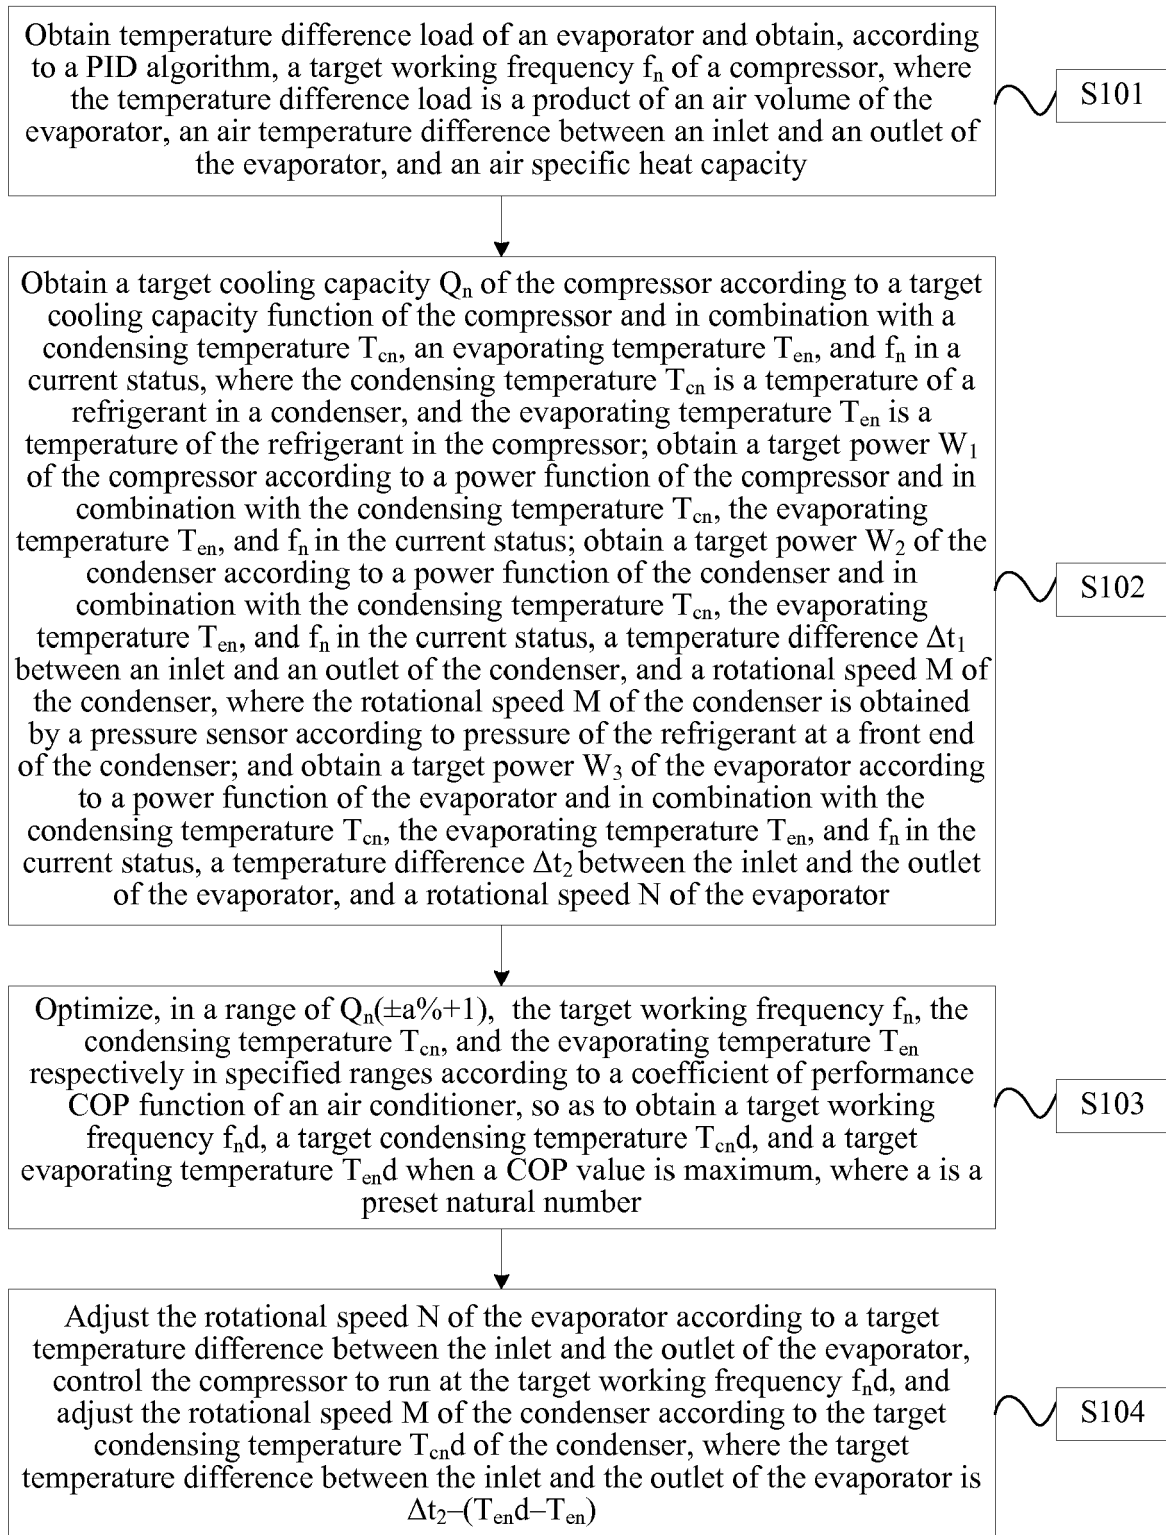 Obtain temperature difference load of an evaporator and obtain, according
to a PID algorithm, a target working frequency fₙ of a compressor, where
the temperature difference load is a product of an air volume of the
evaporator, an air temperature difference between an inlet and an outlet of
the evaporator, and an air specific heat capacity
S101
Obtain a target cooling capacity Qₙ of the compressor according to a target
cooling capacity function of the compressor and in combination with a
condensing temperature T_cn, an evaporating temperature T_en, and fₙ in a
current status, where the condensing temperature T_cn is a temperature of a
refrigerant in a condenser, and the evaporating temperature T_en is a
temperature of the refrigerant in the compressor; obtain a target power W₁
of the compressor according to a power function of the compressor and in
combination with the condensing temperature T_cn, the evaporating
temperature T_en, and fₙ in the current status; obtain a target power W₂ of the
condenser according to a power function of the condenser and in
combination with the condensing temperature T_cn, the evaporating
temperature T_en, and fₙ in the current status, a temperature difference Δt₁
between an inlet and an outlet of the condenser, and a rotational speed M of
the condenser, where the rotational speed M of the condenser is obtained
by a pressure sensor according to pressure of the refrigerant at a front end
of the condenser; and obtain a target power W₃ of the evaporator according
to a power function of the evaporator and in combination with the
condensing temperature T_cn, the evaporating temperature T_en, and fₙ in the
current status, a temperature difference Δt₂ between the inlet and the outlet
of the evaporator, and a rotational speed N of the evaporator
S102
Optimize, in a range of Qₙ(±a%+1), the target working frequency fₙ, the
condensing temperature T_cn, and the evaporating temperature T_en
respectively in specified ranges according to a coefficient of performance
COP function of an air conditioner, so as to obtain a target working
frequency fₙd, a target condensing temperature T_cnd, and a target
evaporating temperature T_end when a COP value is maximum, where a is a
preset natural number
S103
Adjust the rotational speed N of the evaporator according to a target
temperature difference between the inlet and the outlet of the evaporator,
control the compressor to run at the target working frequency fₙd, and
adjust the rotational speed M of the condenser according to the target
condensing temperature T_cnd of the condenser, where the target
temperature difference between the inlet and the outlet of the evaporator is
Δt₂–(T_end–T_en)
S104